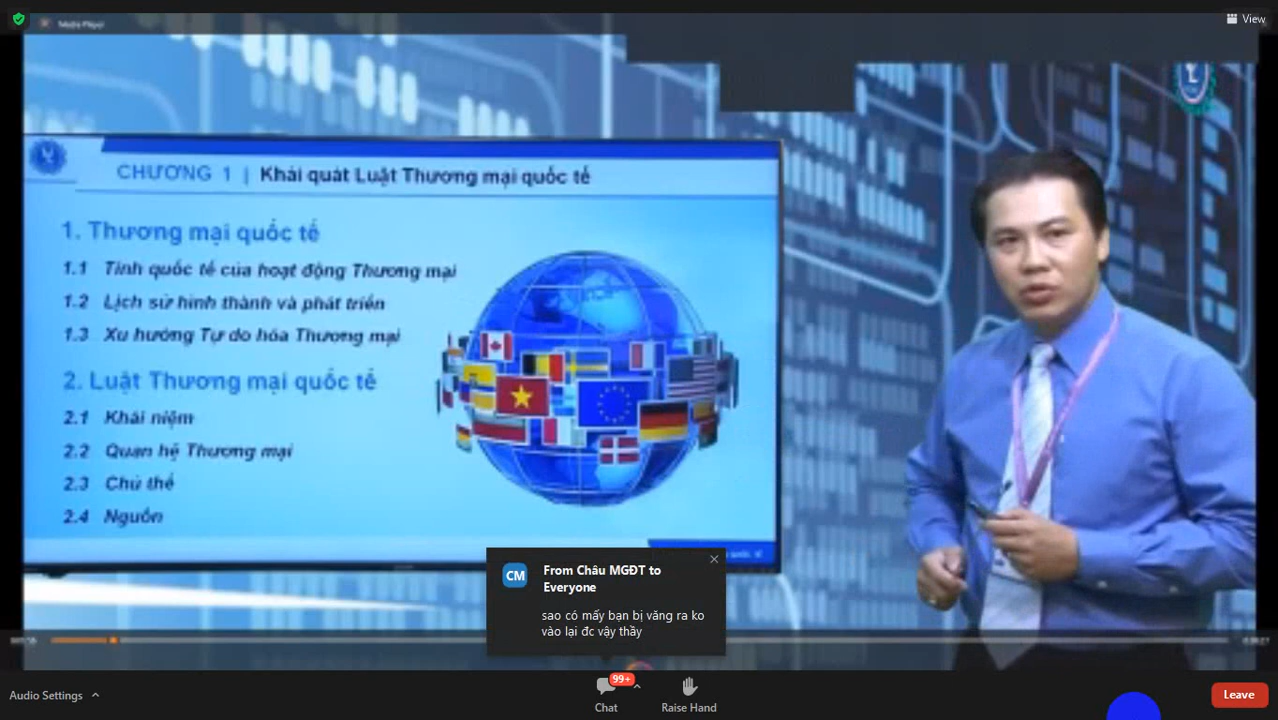 Media Player
View
CHƯƠNG 1 | Khái quát Luật Thương mại quốc tế
1. Thương mại quốc tế
1.1 Tính quốc tế của hoạt động Thương mại
1.2 Lịch sử hình thành và phát triển
1.3 Xu hướng Tự do hóa Thương mại
2. Luật Thương mại quốc tế
2.1 Khái niệm
2.2 Quan hệ Thương mại
2.3 Chủ thể
2.4 Nguồn
CM
From Châu MGĐT to
Everyone
sao có mấy bạn bị văng ra ko
vào lại đc vậy thầy
Audio Settings
99+
Chat
Raise Hand
Leave